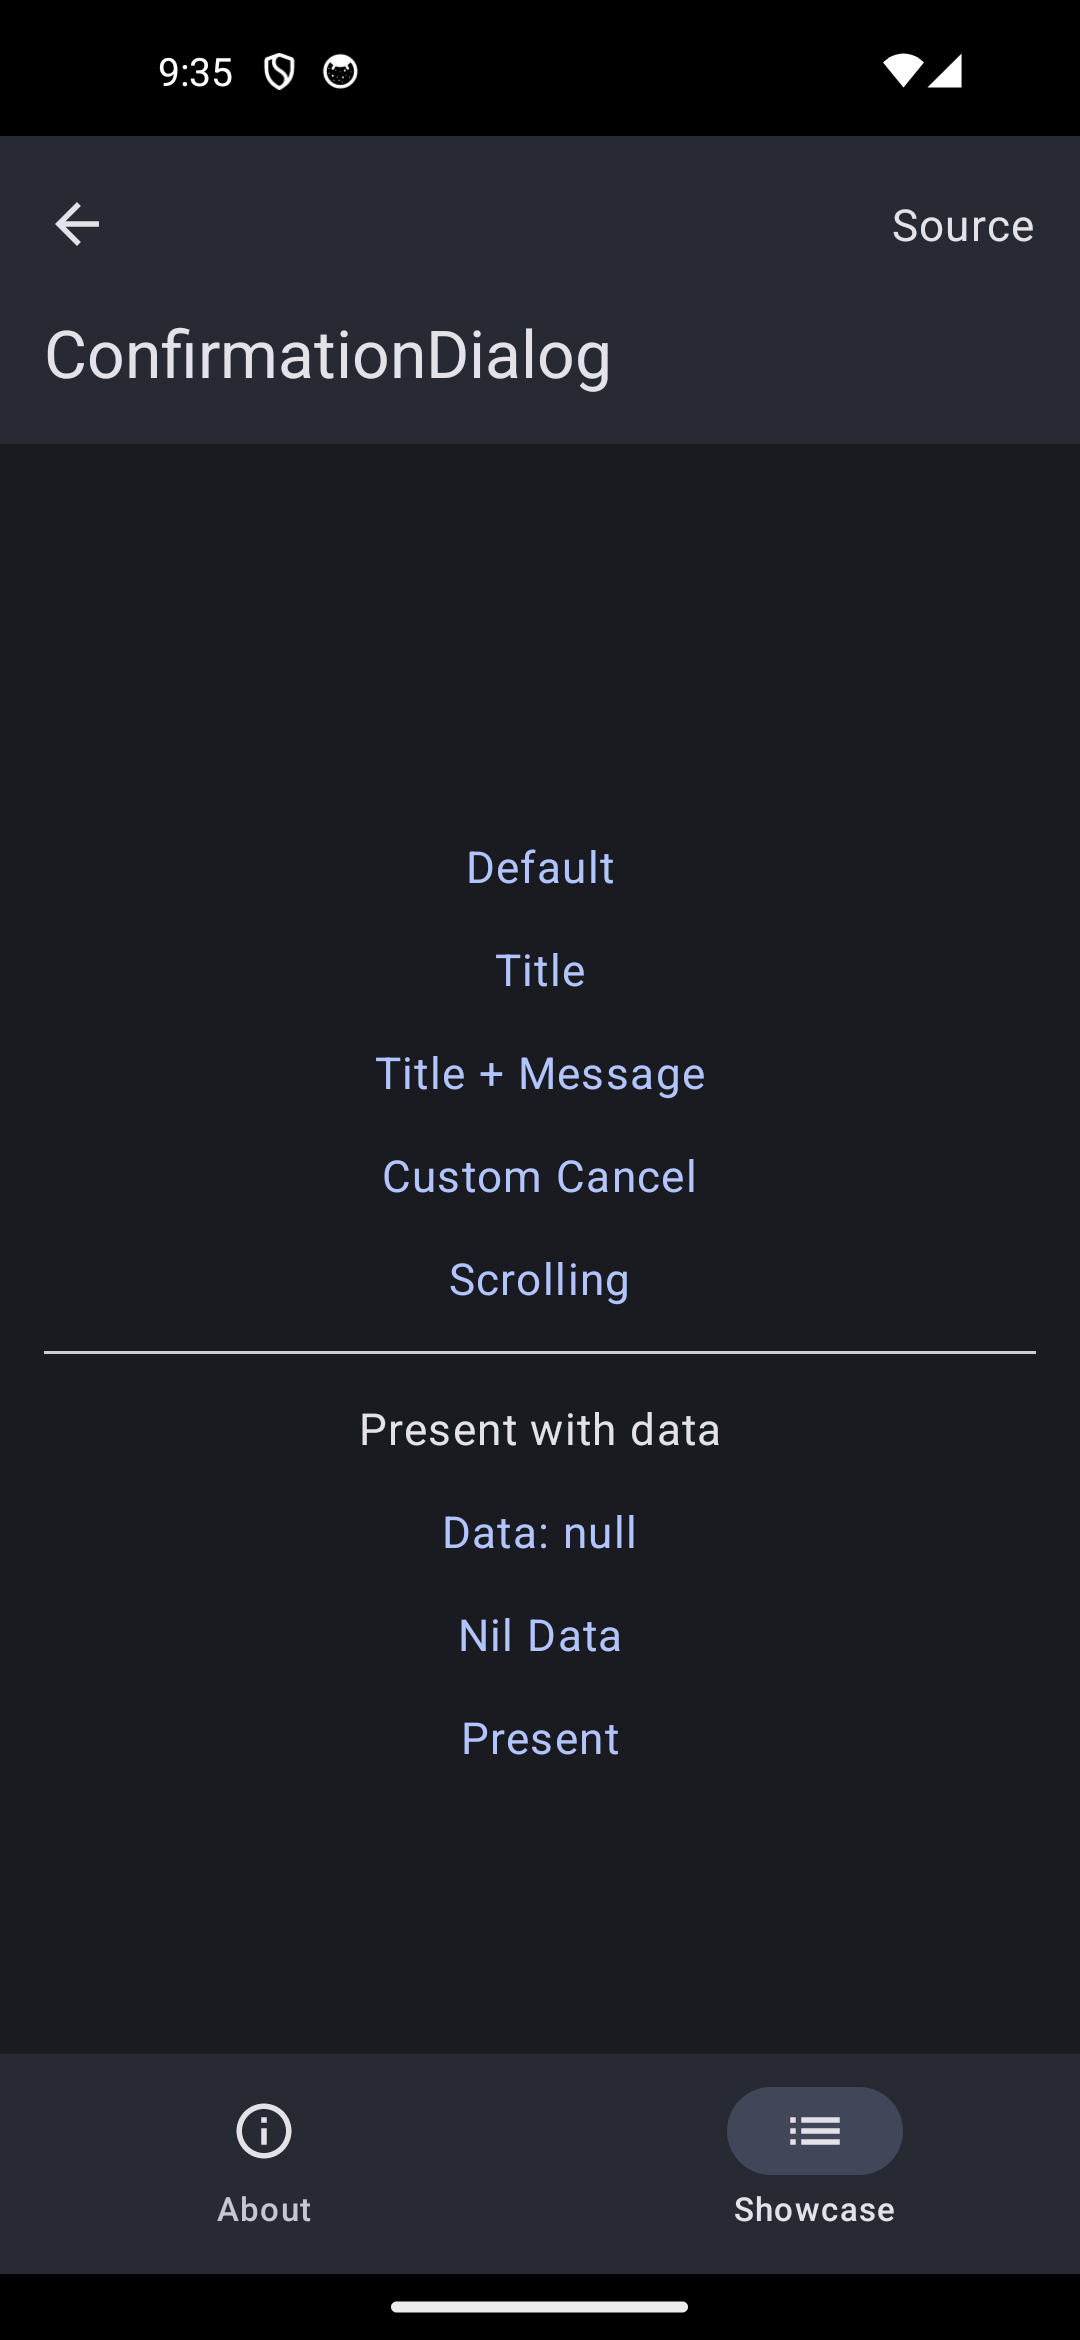 9:35
Source
ConfirmationDialog
Default
Title
Title + Message
Custom Cancel
Scrolling
Present with data
Data: null
Nil Data
Present
About
Showcase